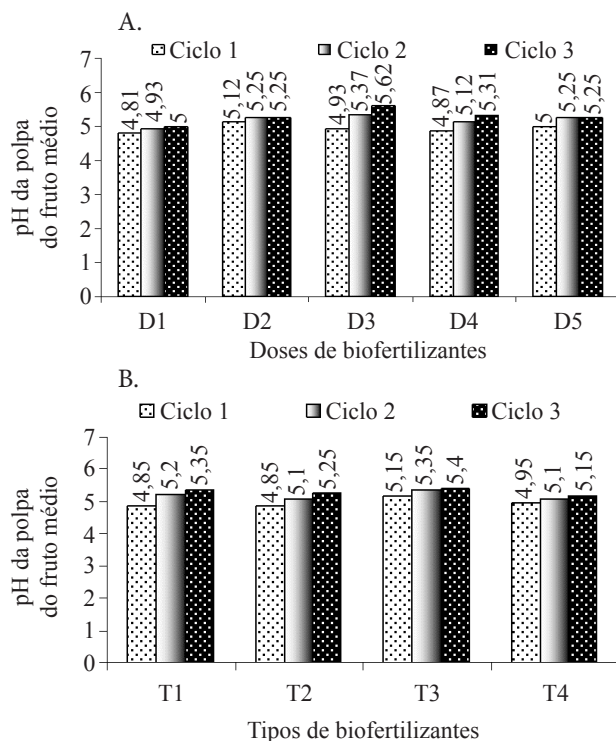 A.
Ciclo 1 Ciclo 2 Ciclo 3
pH da polpa
do fruto médio
7
6
5
4
3
2
1
0
4,81 4,93 5
5,12 5,25 5,25
4,93 5,37 5,62
4,87 5,12 5,31
5 5,25 5,25
D1 D2 D3 D4 D5
Doses de biofertilizantes
B.
Ciclo 1 Ciclo 2 Ciclo 3
pH da polpa
do fruto médio
7
6
5
4
3
2
1
0
4,85 5,2 5,35
4,85 5,1 5,25
5,15 5,35 5,4
4,95 5,1 5,15
T1 T2 T3 T4
Tipos de biofertilizantes